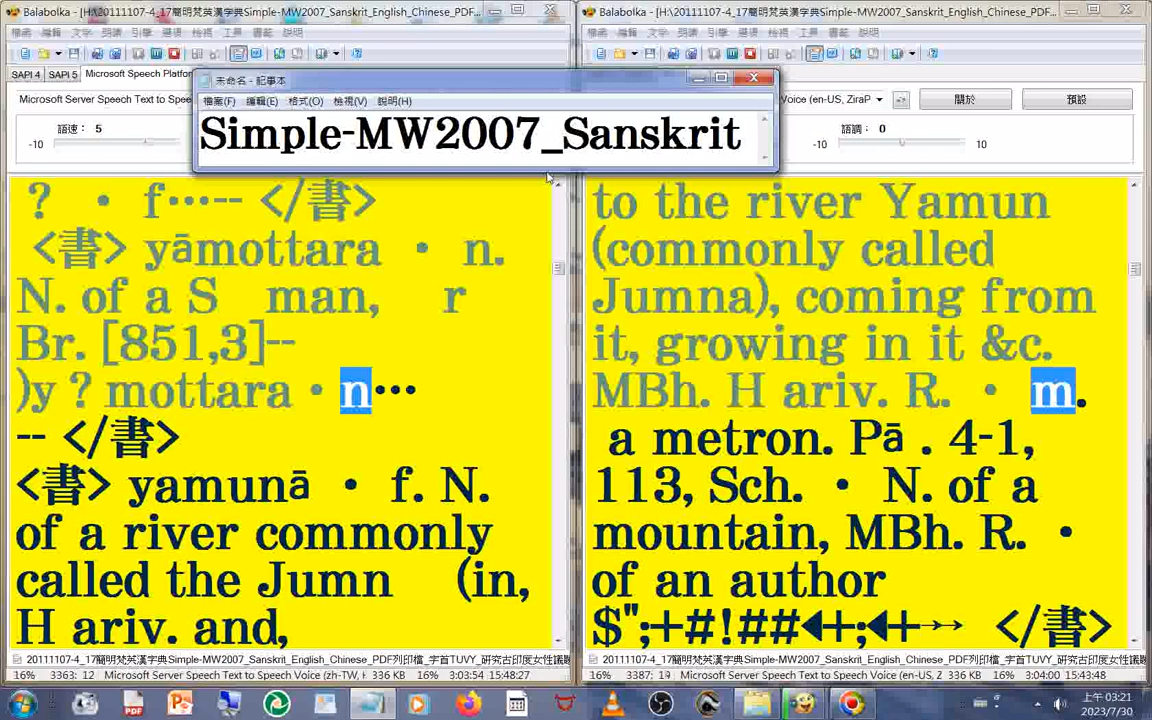 Balabolka - [H:\20111107-4_17簡明梵英漢字典Simple-MW2007_Sanskrit_English_Chinese_PDF...
Balabolka - [H:\20111107-4_17簡明梵英漢字典Simple-MW2007_Sanskrit_English_Chinese_PDF...
SAPI 4 SAPI 5 Microsoft Speech Platfo
Microsoft Server Speech Text to Spee
語速: 5
-10
未命名 - 記事本
檔案(F) 編輯(E) 格式(O) 檢視(V) 說明(H)
Simple-MW2007_Sanskrit
Voice (en-US, ZiraP
關於
預設
語調: 0
-10 10
? • f…-- </書>
<書> yāmottara • n.
N. of a S man, r
Br. [851,3]--
)y ? mottara • n…
-- </書>
<書> yamunā • f. N.
of a river commonly
called the Jumn (in,
H ariv. and,
to the river Yamun
(commonly called
Jumna), coming from
it, growing in it &c.
MBh. H ariv. R. • m.
a metron. Pā . 4-1,
113, Sch. • N. of a
mountain, MBh. R. •
of an author
$";+#!## </書>
20111107-4_17簡明梵英漢字典Simple-MW2007_Sanskrit_English_Chinese_PDF列印檔_字首TUVY_研究古印度女性議題
20111107-4_17簡明梵英漢字典Simple-MW2007_Sanskrit_English_Chinese_PDF列印檔_字首TUVY_研究古印度女性議題
16% 3363: 12 Microsoft Server Speech Text to Speech Voice (zh-TW, H 336 KB 16% 3:03:54 15:48:27
16% 3387: 19 Microsoft Server Speech Text to Speech Voice (en-US, Z 336 KB 16% 3:04:00 15:43:48
上午 03:21
2023/7/30